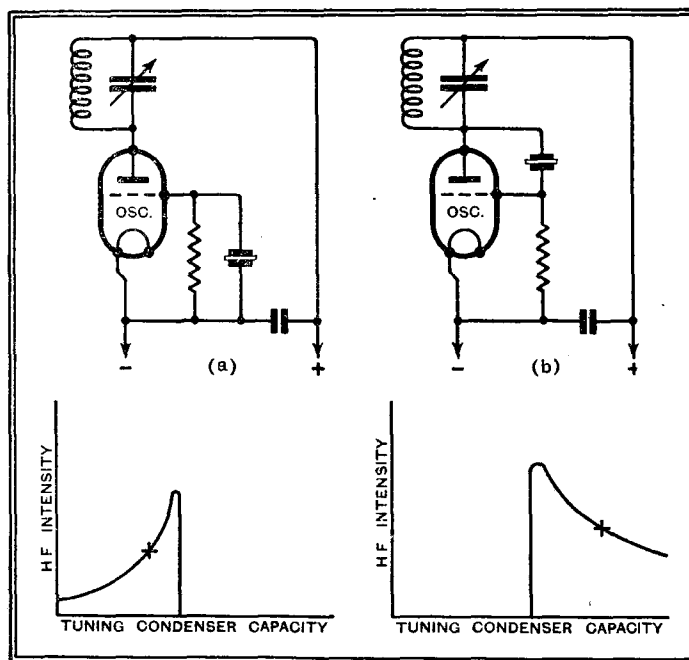 OSC.
OSC.
- (a) +
- (b) +
HF INTENSITY
TUNING CONDENSER CAPACITY
HF INTENSITY
TUNING CONDENSER CAPACITY